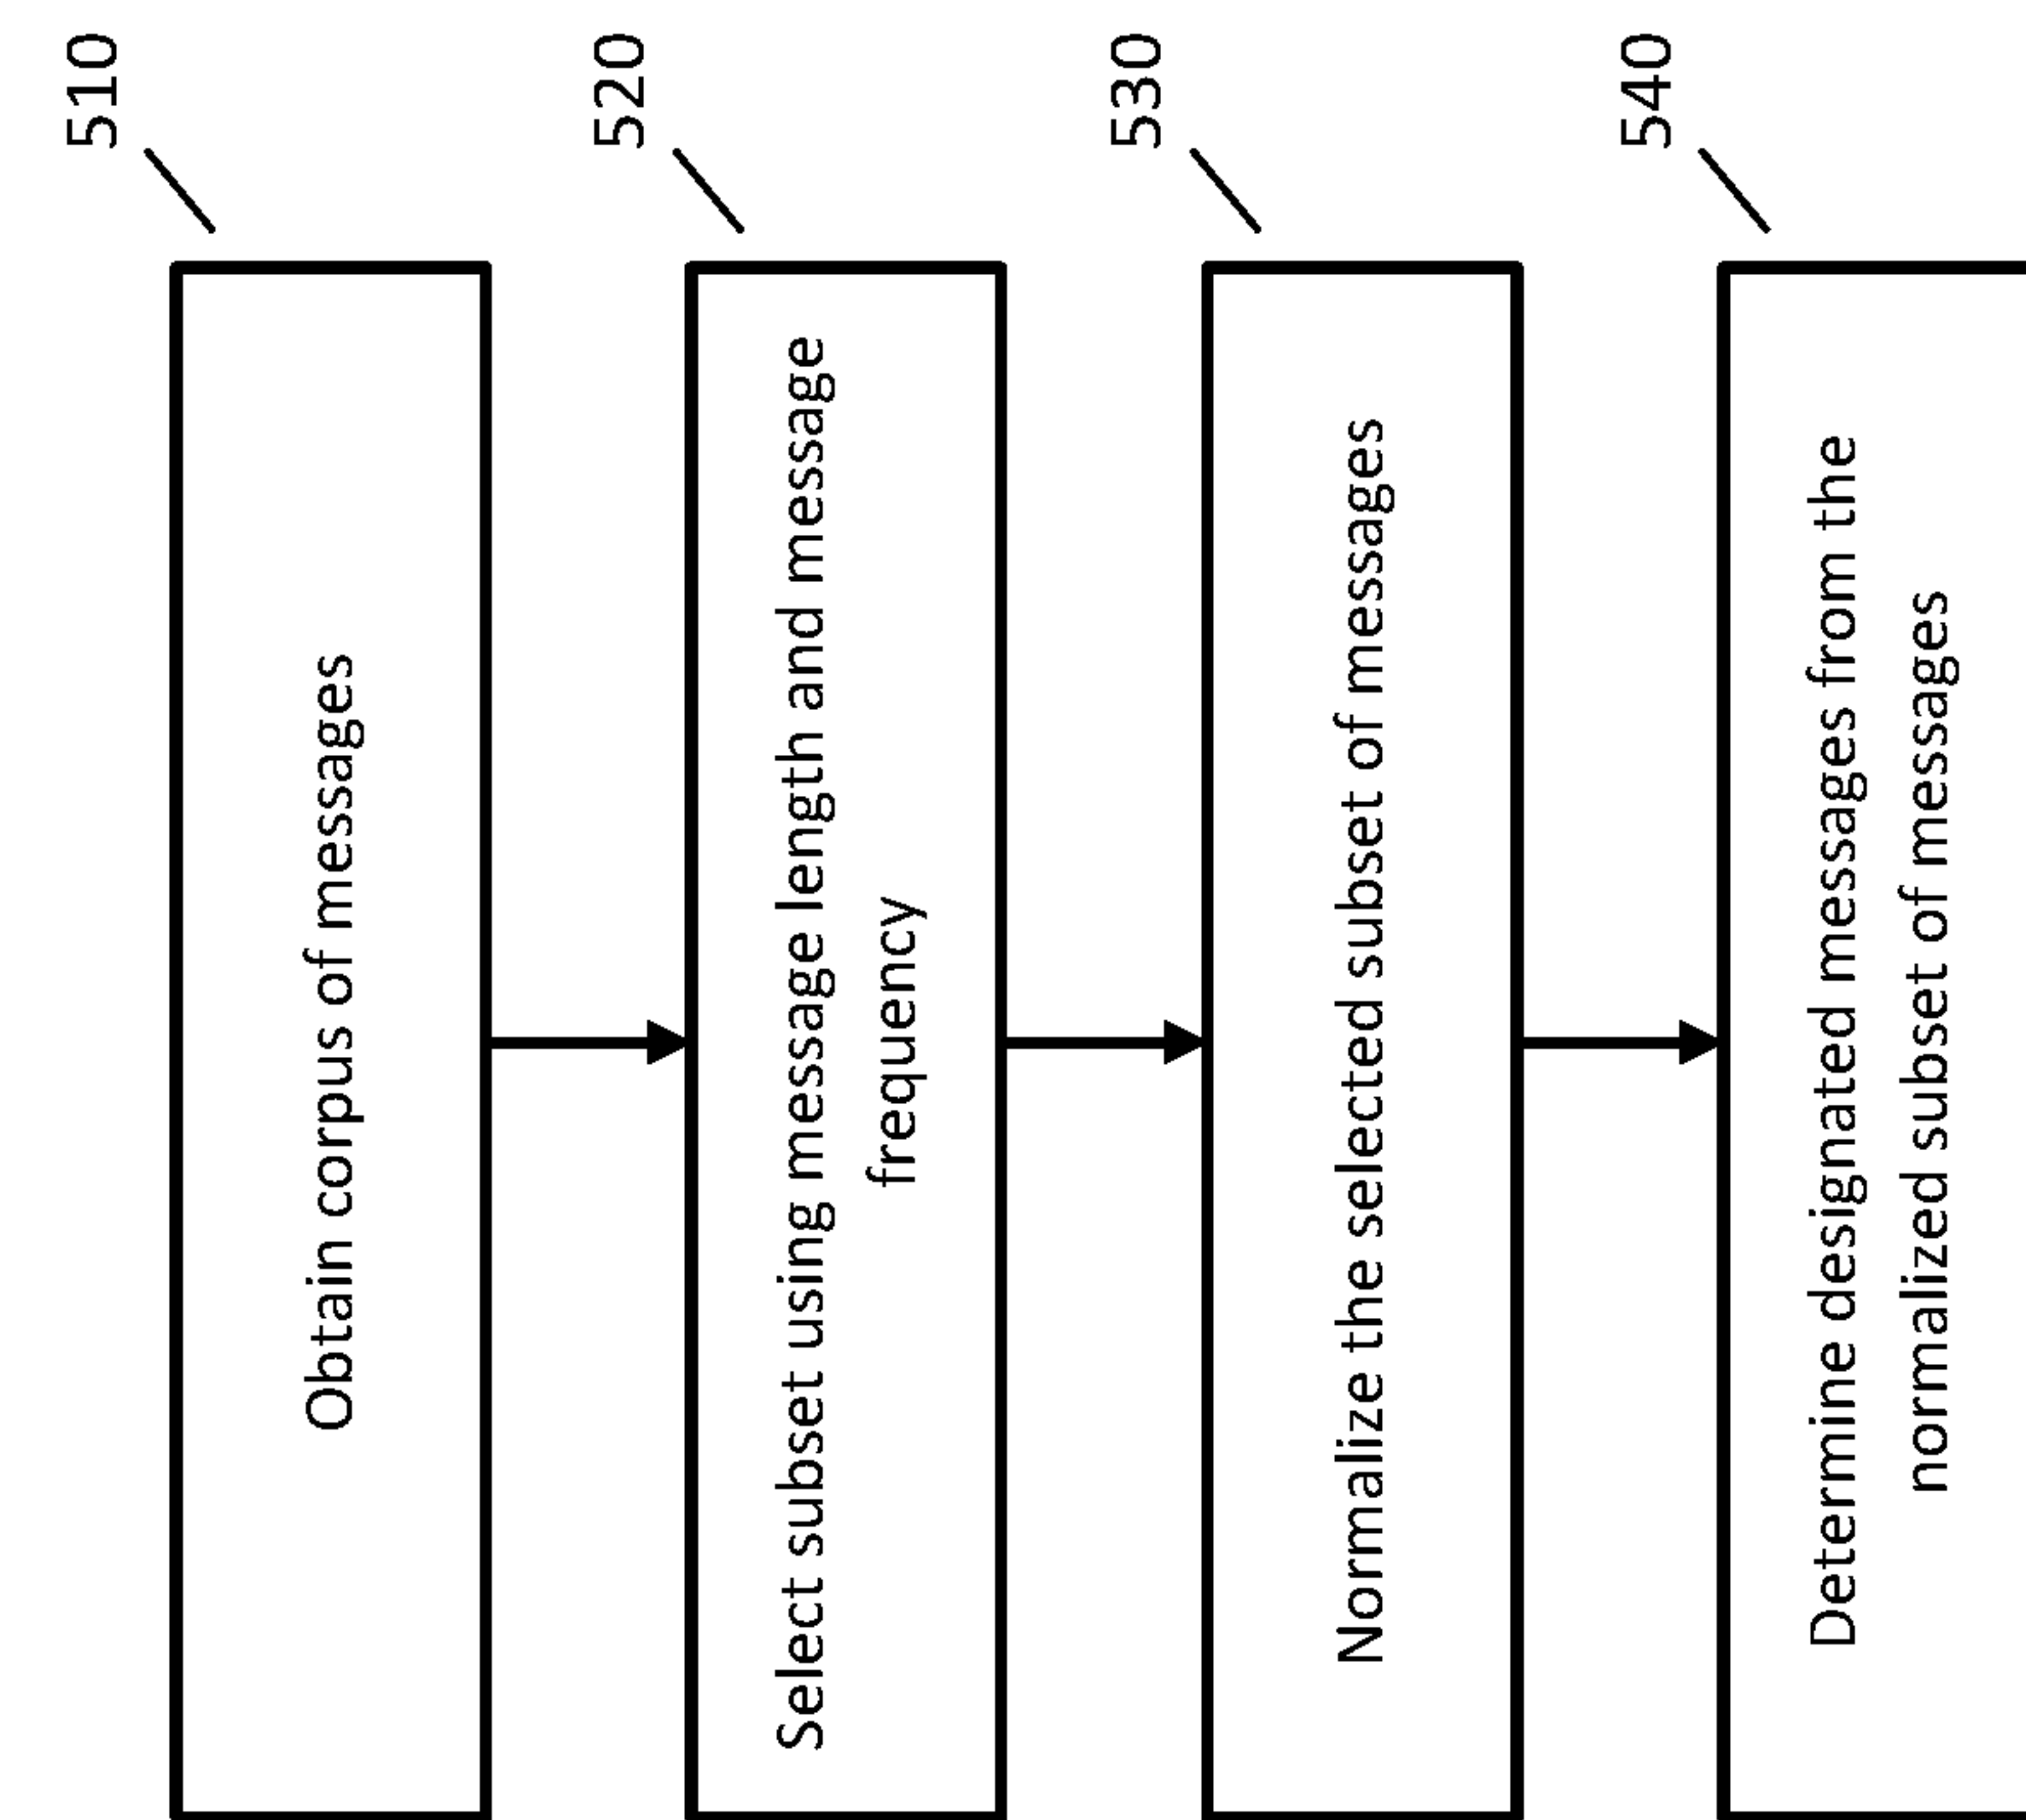 510
Obtain corpus of messages
520
Select subset using message length and message
frequency
530
Normalize the selected subset of messages
540
Determine designated messages from the
normalized subset of messages